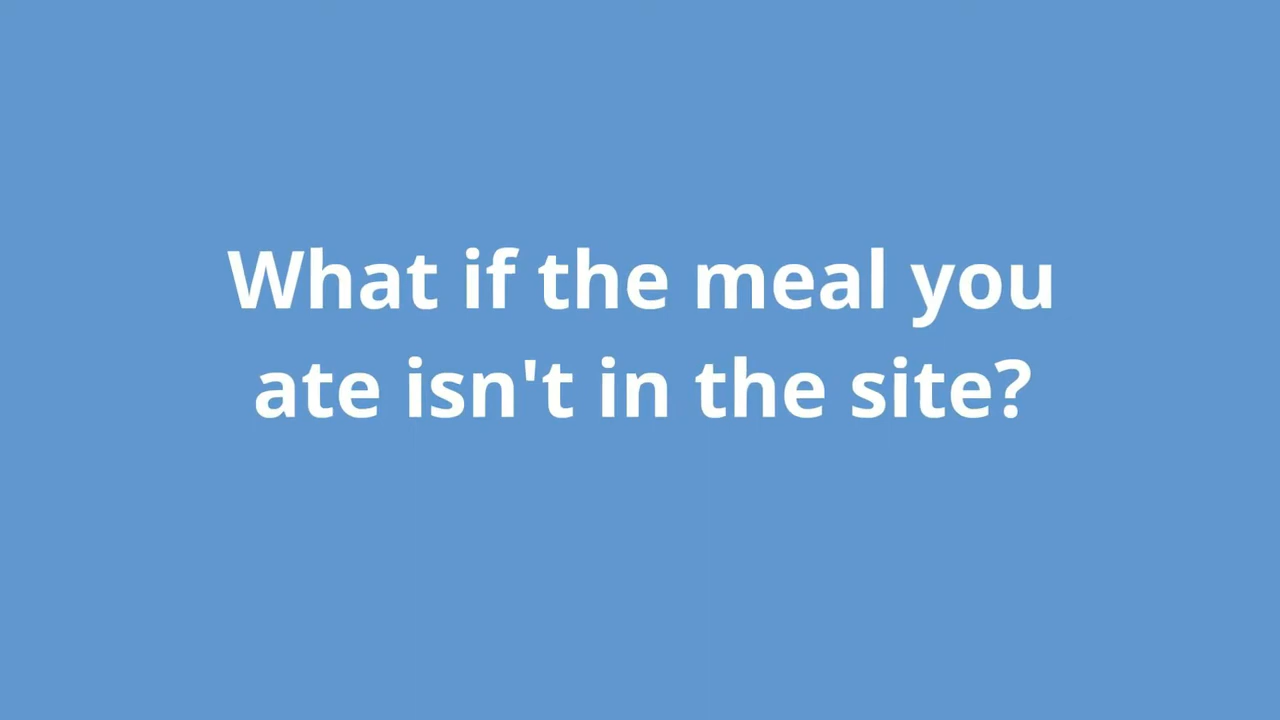 What if the meal you
ate isn't in the site?